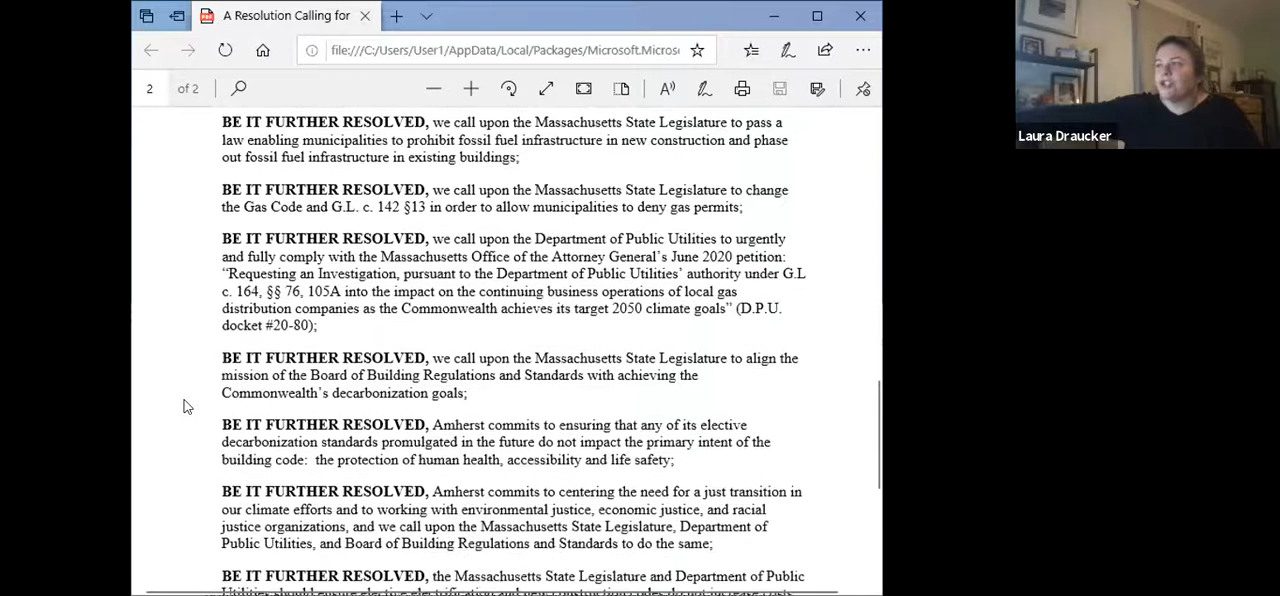 A Resolution Calling for
file:///C:/Users/User1/AppData/Local/Packages/Microsoft.Micros
2 of 2
BE IT FURTHER RESOLVED, we call upon the Massachusetts State Legislature to pass a
law enabling municipalities to prohibit fossil fuel infrastructure in new construction and phase
out fossil fuel infrastructure in existing buildings;
BE IT FURTHER RESOLVED, we call upon the Massachusetts State Legislature to change
the Gas Code and G.L. c. 142 §13 in order to allow municipalities to deny gas permits;
BE IT FURTHER RESOLVED, we call upon the Department of Public Utilities to urgently
and fully comply with the Massachusetts Office of the Attorney General's June 2020 petition:
“Requesting an Investigation, pursuant to the Department of Public Utilities’ authority under G.L
c. 164, §§ 76, 105A into the impact on the continuing business operations of local gas
distribution companies as the Commonwealth achieves its target 2050 climate goals” (D.P.U.
docket #20-80);
BE IT FURTHER RESOLVED, we call upon the Massachusetts State Legislature to align the
mission of the Board of Building Regulations and Standards with achieving the
Commonwealth’s decarbonization goals;
BE IT FURTHER RESOLVED, Amherst commits to ensuring that any of its elective
decarbonization standards promulgated in the future do not impact the primary intent of the
building code:  the protection of human health, accessibility and life safety;
BE IT FURTHER RESOLVED, Amherst commits to centering the need for a just transition in
our climate efforts and to working with environmental justice, economic justice, and racial
justice organizations, and we call upon the Massachusetts State Legislature, Department of
Public Utilities, and Board of Building Regulations and Standards to do the same;
BE IT FURTHER RESOLVED, the Massachusetts State Legislature and Department of Public
Utilities should ensure elective electrification and new construction codes do not increase costs
Laura Draucker